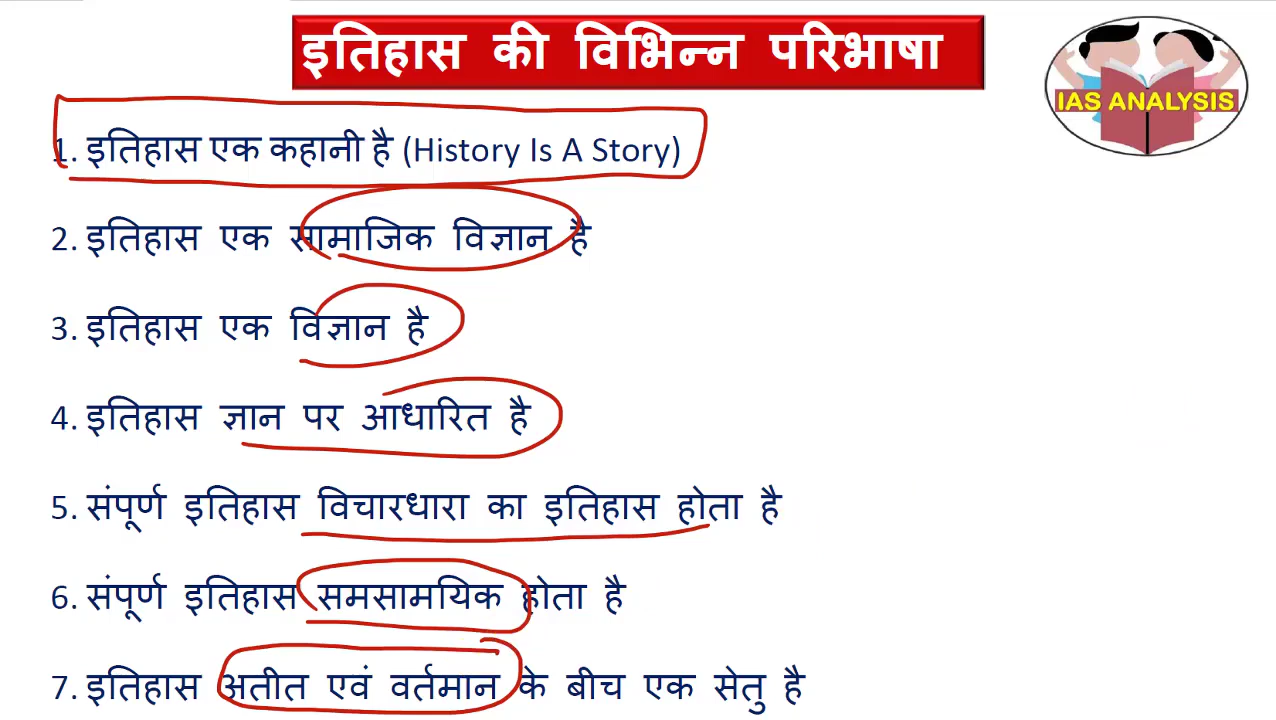 इतिहास की विभिन्न परिभाषा
IAS ANALYSIS
1. इतिहास एक कहानी है (History Is A Story)
2. इतिहास एक सामाजिक विज्ञान है
3. इतिहास एक विज्ञान है
4. इतिहास ज्ञान पर आधारित है
5. संपूर्ण इतिहास विचारधारा का इतिहास होता है
6. संपूर्ण इतिहास समसामयिक होता है
7. इतिहास अतीत एवं वर्तमान के बीच एक सेतु है